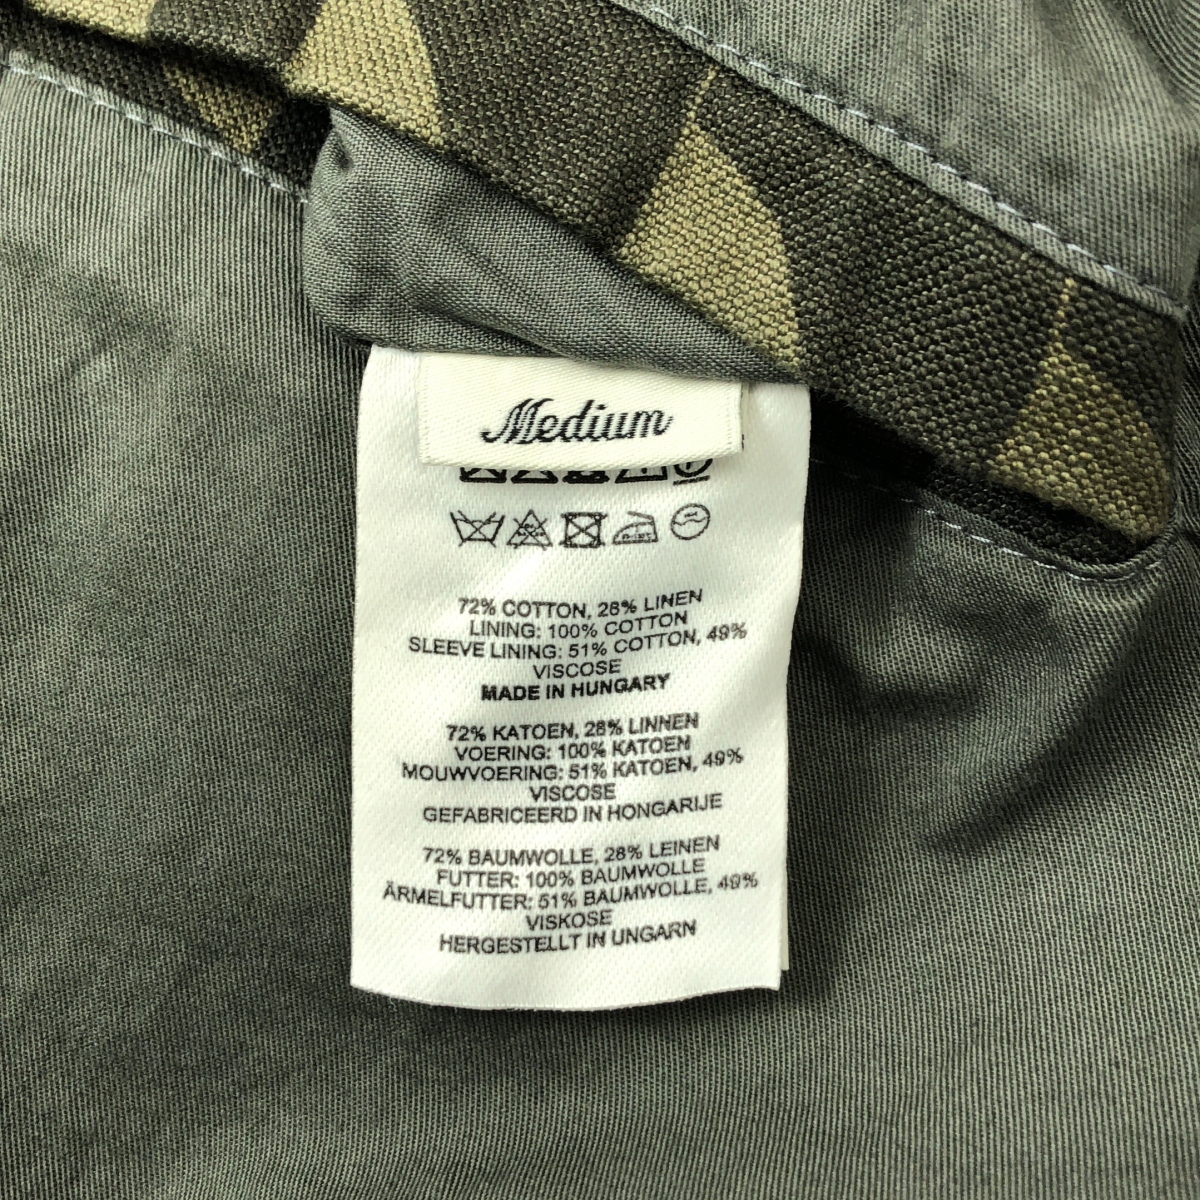 Medium
72% COTTON, 28% LINEN
LINING: 100% COTTON
SLEEVE LINING: 51% COTTON, 49%
VISCOSE
MADE IN HUNGARY
72% KATOEN, 28% LINNEN
VOERING: 100% KATOEN
MOUWVOERING: 51% KATOEN, 49%
VISCOSE
GEFABRICEERD IN HONGARIJE
72% BAUMWOLLE, 28% LEINEN
FUTTER: 100% BAUMWOLLE
ÄRMELFUTTER: 51% BAUMWOLLE, 49%
VISKOSE
HERGESTELLT IN UNGARN